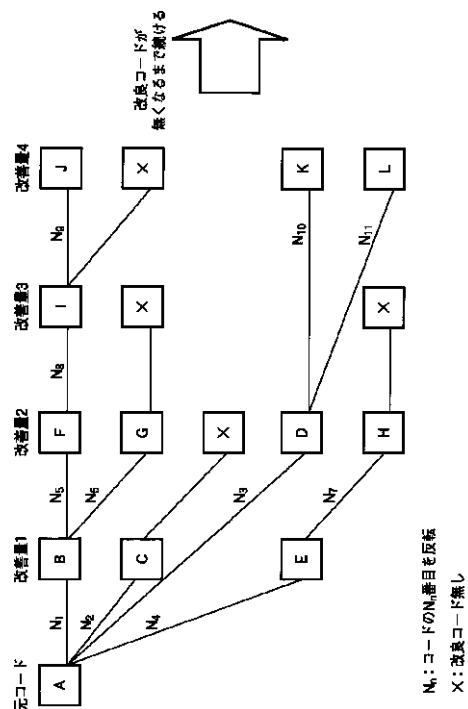 元コード
改善量1
改善量2
改善量3
改善量4
A
N₁
B
N₅
F
N₈
I
N₉
J
N₂
N₆
C
G
X
X
N₄
N₃
X
E
D
N₁₀
K
N₇
N₁₁
H
X
L
改良コードが
無くなるまで続ける
Nₙ：コードのNₙ番目を反転
X：改良コード無し